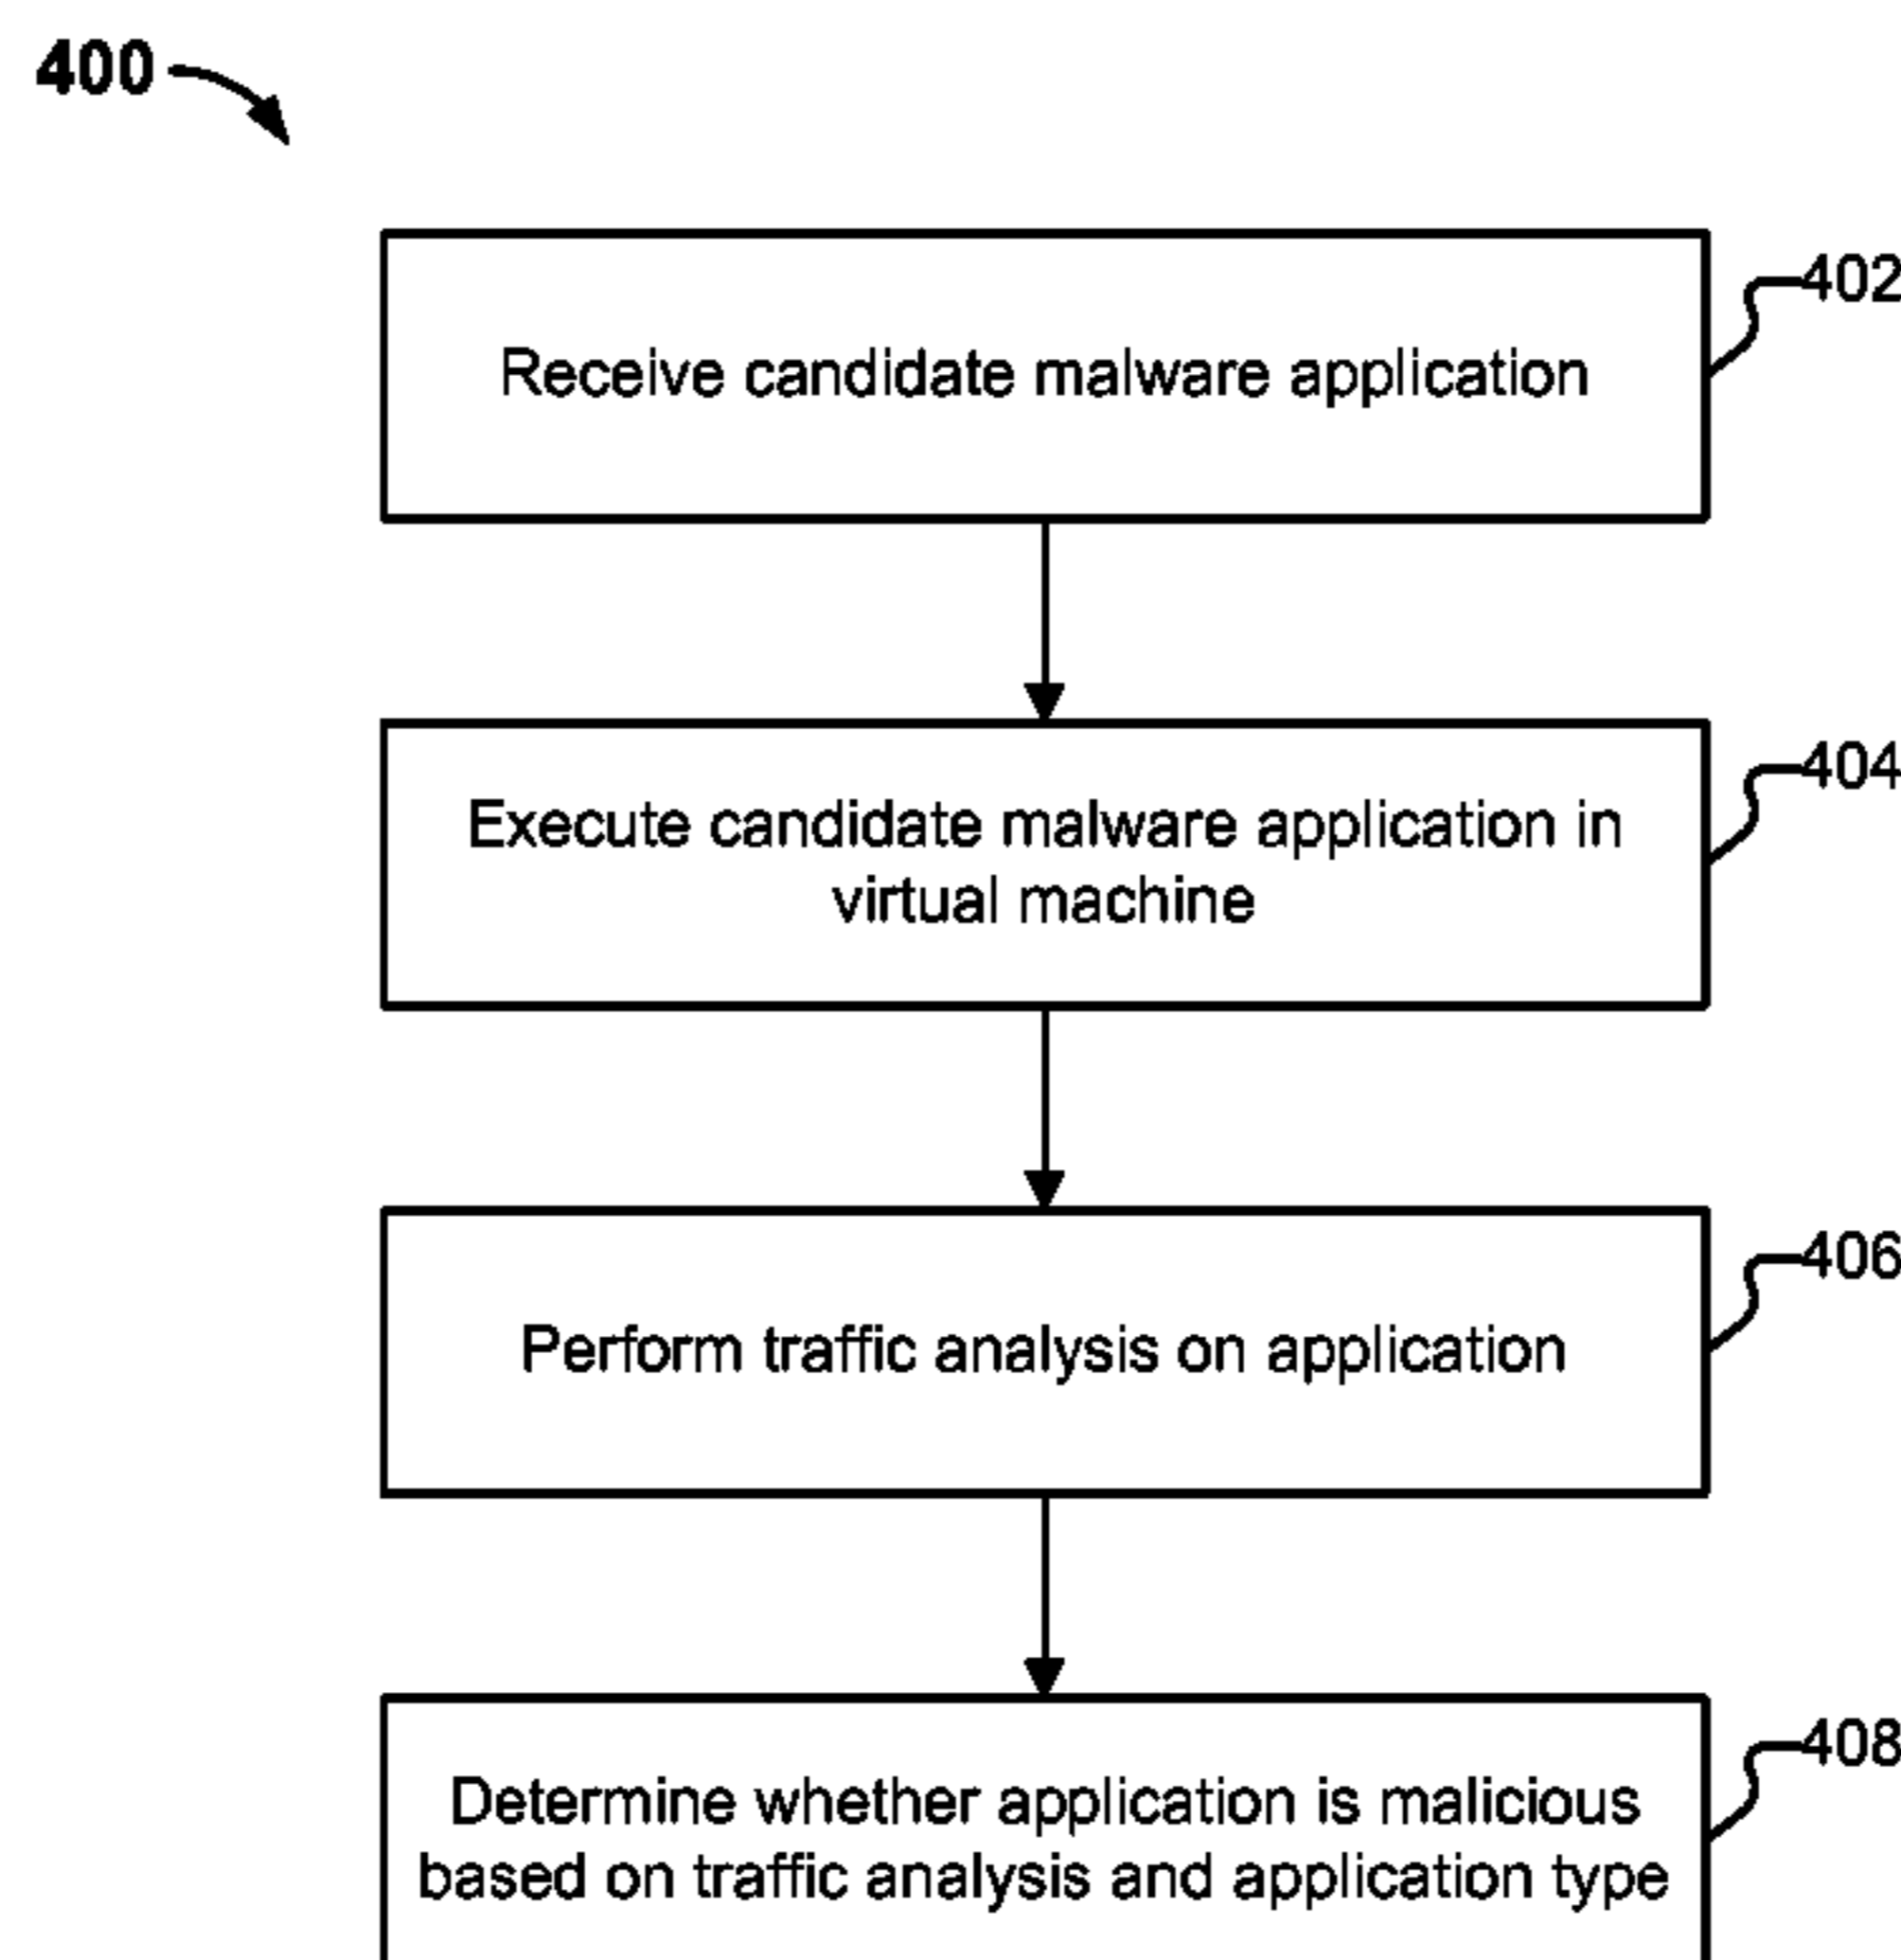 400
402
Receive candidate malware application
404
Execute candidate malware application in
virtual machine
406
Perform traffic analysis on application
408
Determine whether application is malicious
based on traffic analysis and application type